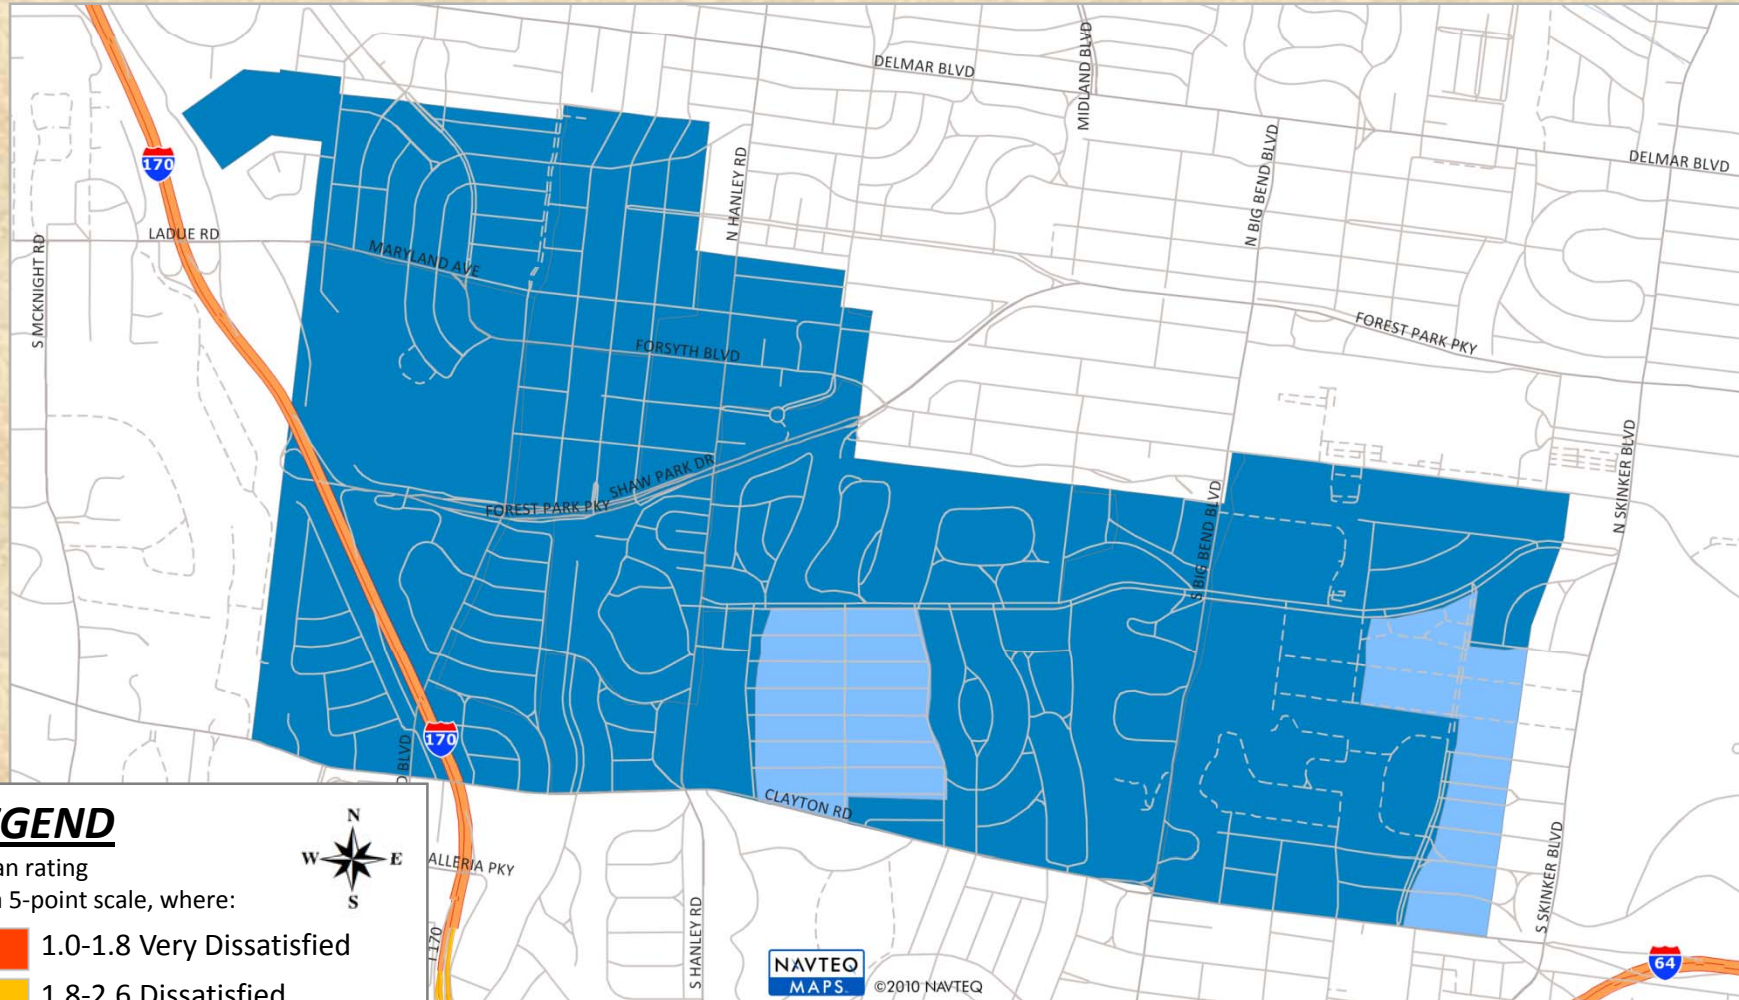 DELMAR BLVD
MIDLAND BLVD
DELMAR BLVD
170
N HANLEY RD
N BIG BEND BLVD
LADUE RD
S MCKNIGHT RD
MARYLAND AVE
FORSYTH BLVD
FOREST PARK PKY
N SKINKER BLVD
SHAW PARK DR
FOREST PARK PKY
S BIG BEND BLVD
170
D BLVD
CLAYTON RD
S SKINKER BLVD
ALLERIA PKY
S HANLEY RD
I 170
64
NAVTEQ
MAPS
©2010 NAVTEQ
GEND
N
W E
S
an rating
a 5-point scale, where:
1.0-1.8 Very Dissatisfied
1.8-2.6 Dissatisfied